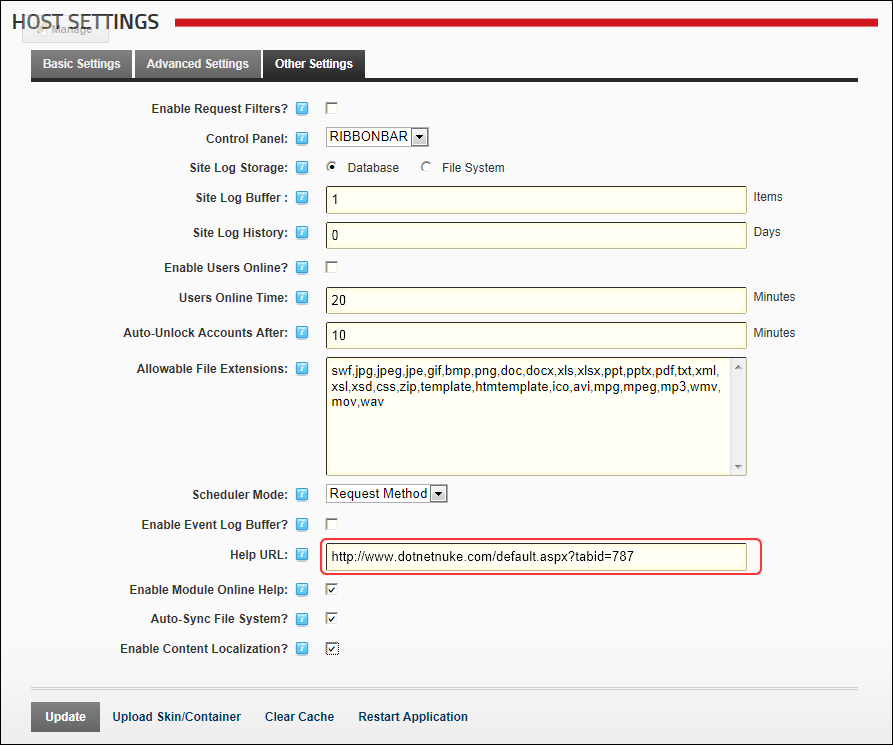 HOST SETTINGS
Manage
Basic Settings Advanced Settings Other Settings
Enable Request Filters?
Control Panel: RIBBONBAR
Site Log Storage: Database File System
Site Log Buffer : 1 Items
Site Log History: 0 Days
Enable Users Online?
Users Online Time: 20 Minutes
Auto-Unlock Accounts After: 10 Minutes
Allowable File Extensions: swf,jpg,jpeg,jpe,gif,bmp,png,doc,docx,xls,xlsx,ppt,pptx,pdf,txt,xml,
xsl,xsd,css,zip,template,htmtemplate,ico,avi,mpg,mpeg,mp3,wmv,
mov,wav
Scheduler Mode: Request Method
Enable Event Log Buffer?
Help URL: http://www.dotnetnuke.com/default.aspx?tabid=787
Enable Module Online Help:
Auto-Sync File System?
Enable Content Localization?
Update Upload Skin/Container Clear Cache Restart Application